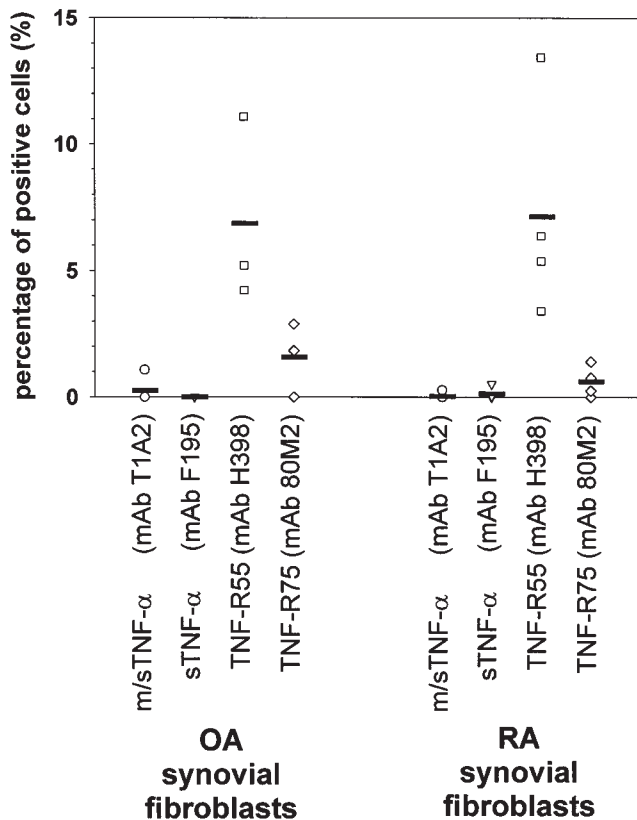 percentage of positive cells (%)
15
10
5
0
m/sTNF-α (mAb T1A2)
sTNF-α (mAb F195)
TNF-R55 (mAb H398)
TNF-R75 (mAb 80M2)
m/sTNF-α (mAb T1A2)
sTNF-α (mAb F195)
TNF-R55 (mAb H398)
TNF-R75 (mAb 80M2)
OA
synovial
fibroblasts
RA
synovial
fibroblasts